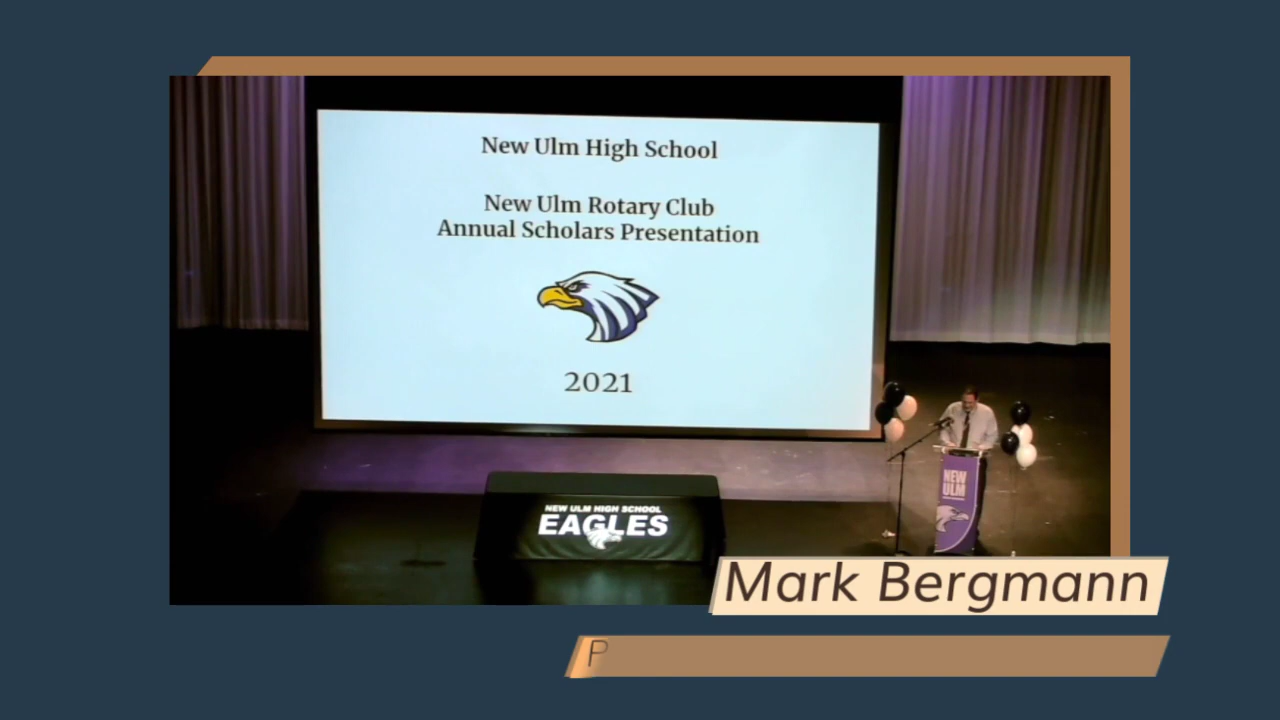 New Ulm High School
New Ulm Rotary Club
Annual Scholars Presentation
2021
NEW
ULM
NEW ULM HIGH SCHOOL
EAGLES
Mark Bergmann
P